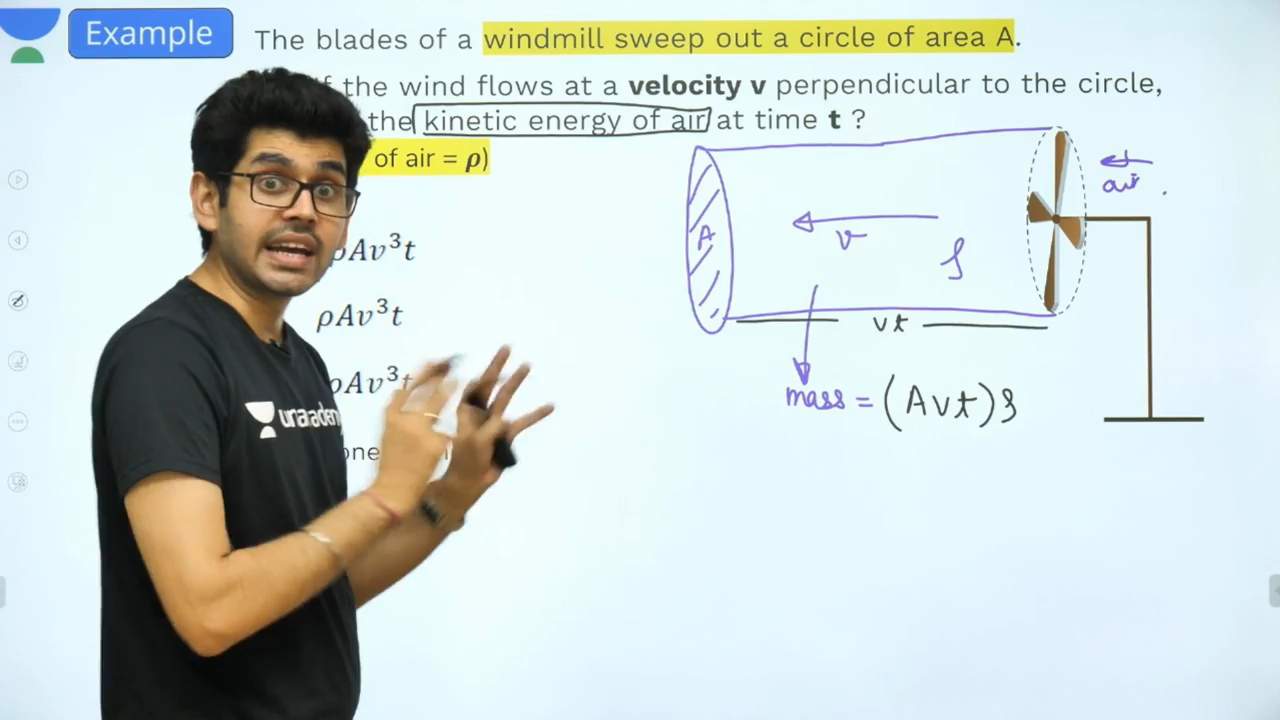 Example
The blades of a windmill sweep out a circle of area A.
the wind flows at a velocity v perpendicular to the circle,
the kinetic energy of air at time t ?
of air = ρ)
ρAv³t
ρAv³t
ρAv³t
air
A
v
ρ
vt
mass = (Avt)ρ